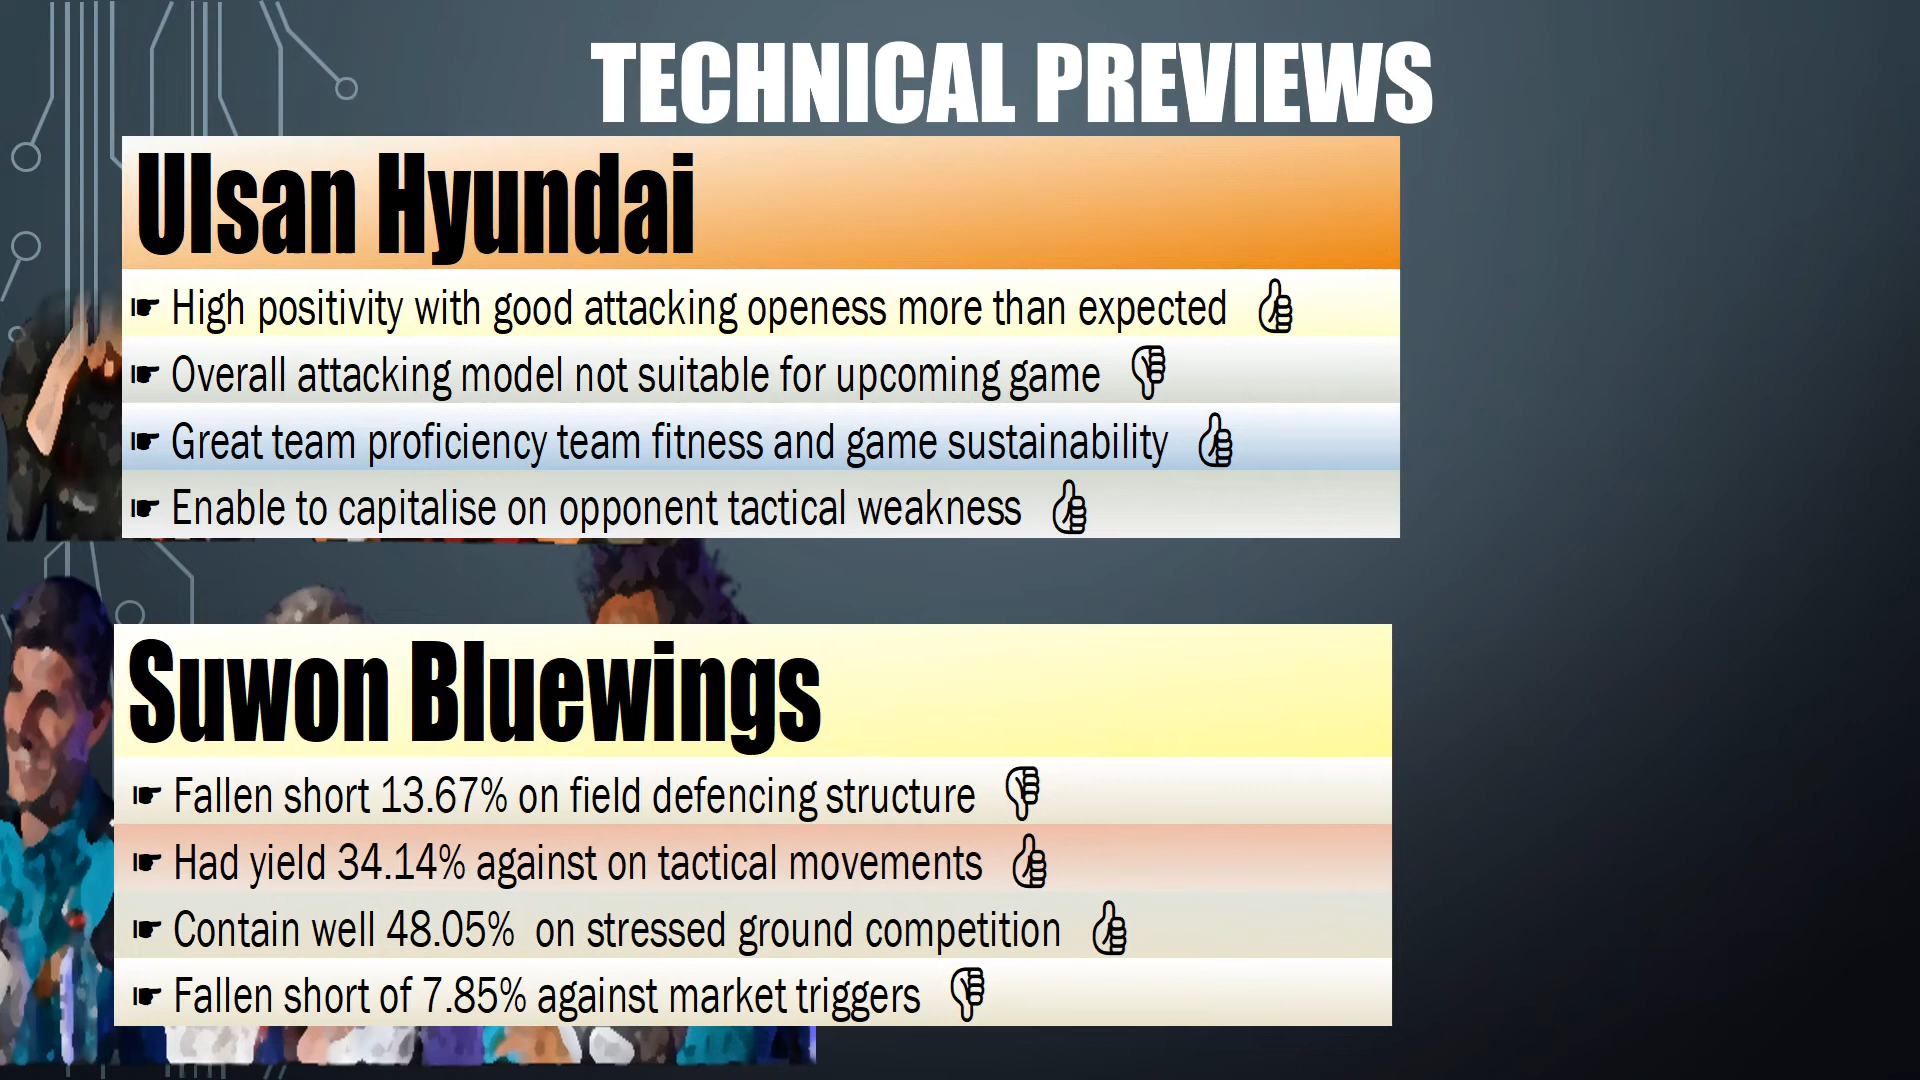 TECHNICAL PREVIEWS
Ulsan Hyundai
☛ High positivity with good attacking openess more than expected 👍
☛ Overall attacking model not suitable for upcoming game 👎
☛ Great team proficiency team fitness and game sustainability 👍
☛ Enable to capitalise on opponent tactical weakness 👍
Suwon Bluewings
☛ Fallen short 13.67% on field defencing structure 👎
☛ Had yield 34.14% against on tactical movements 👍
☛ Contain well 48.05% on stressed ground competition 👍
☛ Fallen short of 7.85% against market triggers 👎